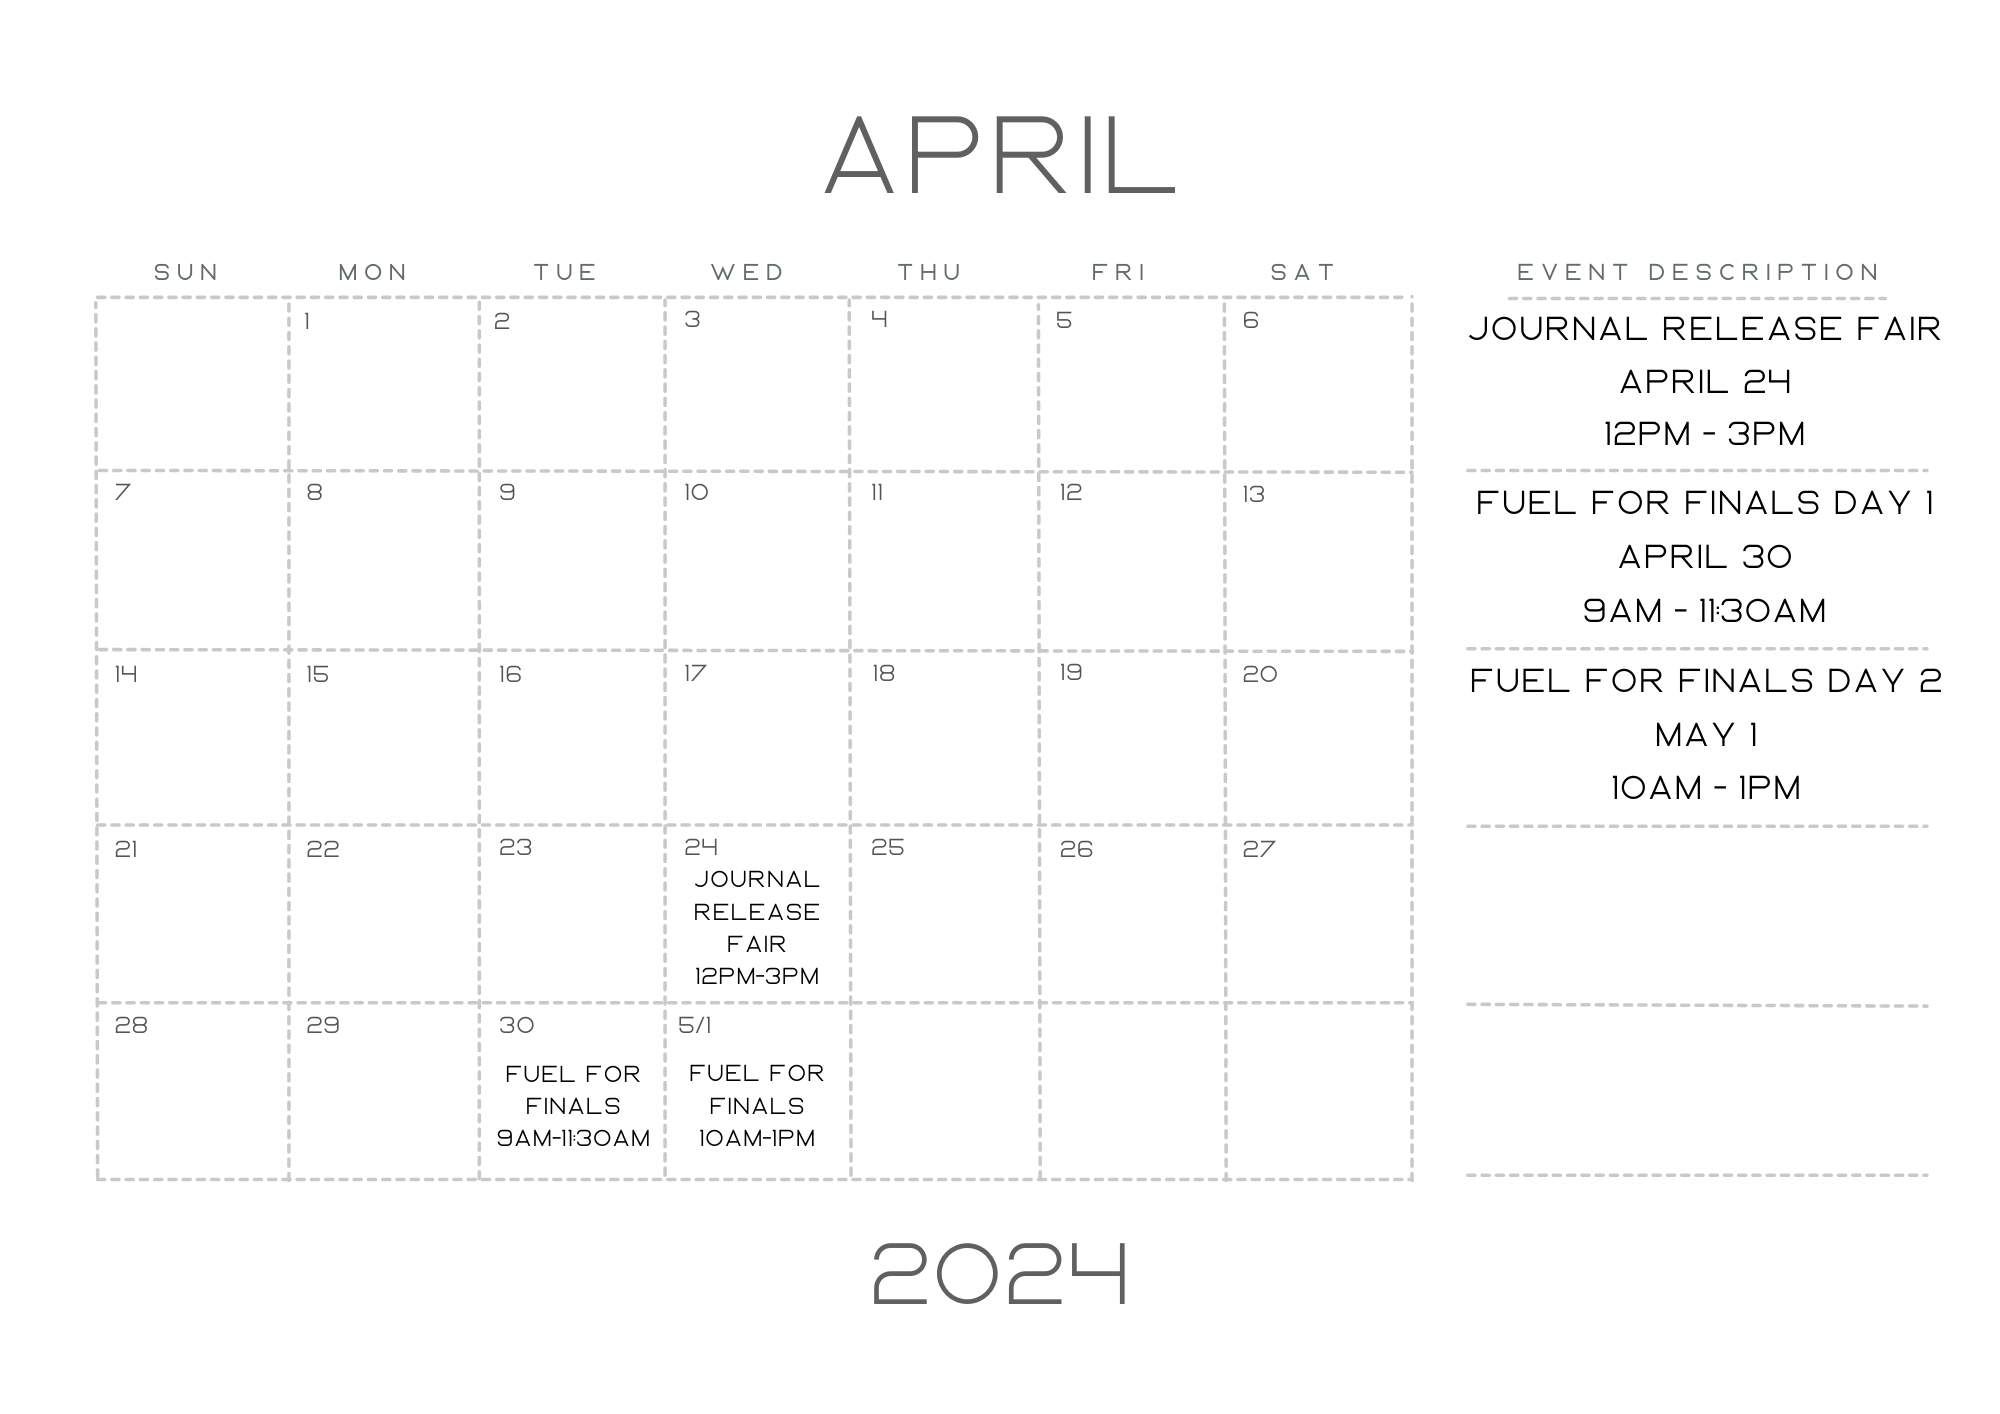 APRIL
SUN MON TUE WED THU FRI SAT
1 2 3 4 5 6
7 8 9 10 11 12 13
14 15 16 17 18 19 20
21 22 23 24 25 26 27
JOURNAL
RELEASE
FAIR
12PM-3PM
28 29 30 5/1
FUEL FOR
FINALS
9AM-11:30AM
FUEL FOR
FINALS
10AM-1PM
EVENT DESCRIPTION
JOURNAL RELEASE FAIR
APRIL 24
12PM - 3PM
FUEL FOR FINALS DAY 1
APRIL 30
9AM - 11:30AM
FUEL FOR FINALS DAY 2
MAY 1
10AM - 1PM
2024